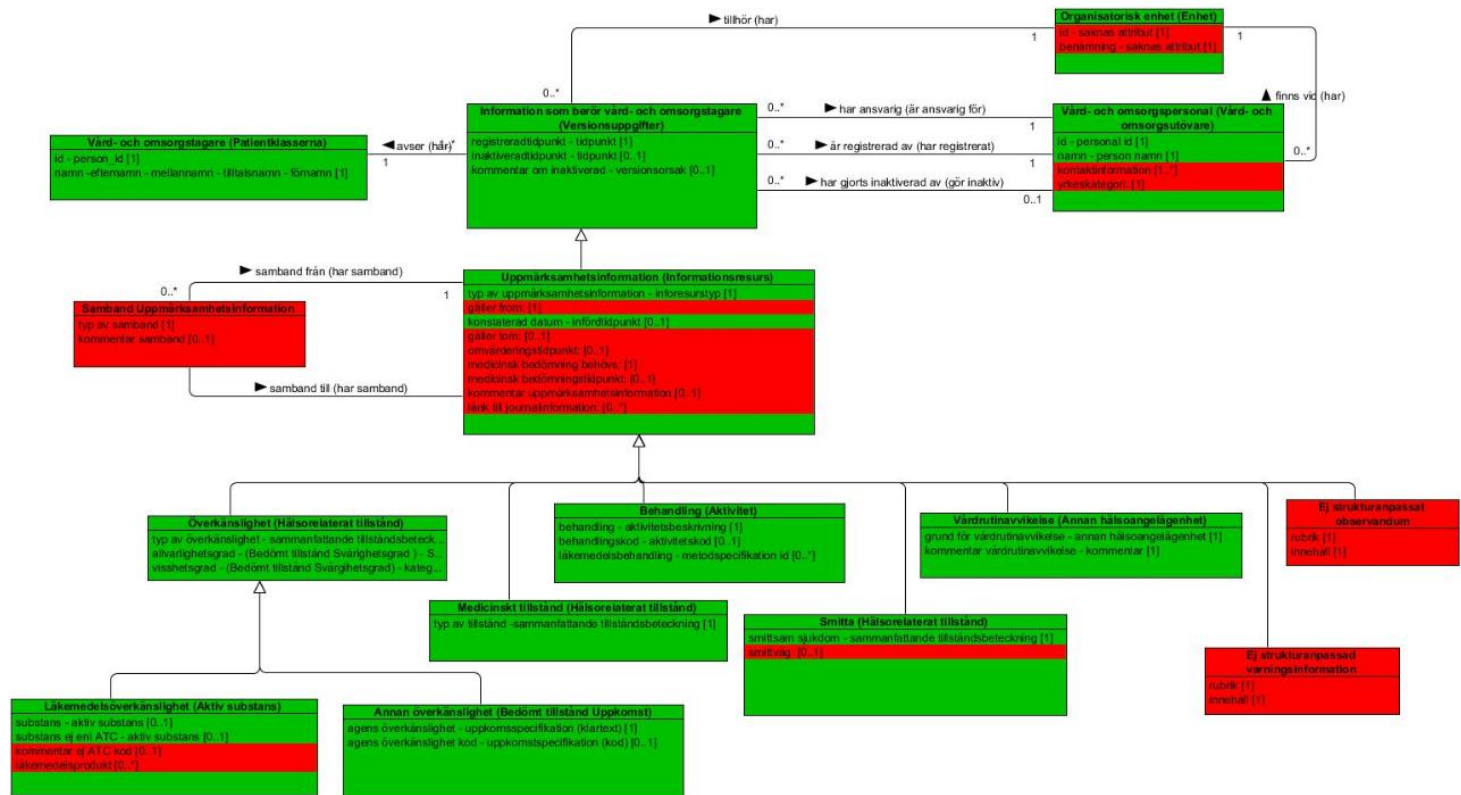 ▶ tillhör (har)
0..*
1
Organisatorisk enhet (Enhet)
id - saknas attribut [1]
benämning - saknas attribut [1]
1
▲ finns vid (har)
0..*
Information som berör vård- och omsorgstagare
(Versionsuppgifter)
registreradtidpunkt - tidpunkt [1]
inaktiveradtidpunkt - tidpunkt [0..1]
kommentar om inaktiverad - versionsorsak [0..1]
0..*
▶ har ansvarig (är ansvarig för)
1
0..*
▶ är registrerad av (har registrerat)
1
0..*
▶ har gjorts inaktiverad av (gör inaktiv)
0..1
Vård- och omsorgspersonal (Vård- och
omsorgsutövare)
id - personal id [1]
namn - person namn [1]
kontaktinformation [1..*]
yrkeskategori: [1]
Vård- och omsorgstagare (Patientklasserna)
id - person_id [1]
namn -efternamn - mellannamn - tilltalsnamn - förnamn [1]
◀ avser (har)
1
▶ samband från (har samband)
0..*
1
Samband Uppmärksamhetsinformation
typ av samband [1]
kommentar samband [0..1]
▶ samband till (har samband)
Uppmärksamhetsinformation (Informationsresurs)
typ av uppmärksamhetsinformation - inforesurstyp [1]
gäller from: [1]
konstaterad datum - infördtidpunkt [0..1]
gäller tom: [0..1]
omvärderingstidpunkt: [0..1]
medicinsk bedömning behövs: [1]
medicinsk bedömningstidpunkt: [0..1]
kommentar uppmärksamhetsinformation [0..1]
länk till journalinformation: [0..*]
Överkänslighet (Hälsorelaterat tillstånd)
typ av överkänslighet - sammanfattande tillståndsbeteck...
allvarlighetsgrad - (Bedömt tillstånd Svårighetsgrad ) - S...
visshetsgrad - (Bedömt tillstånd Svårgihetsgrad) - kateg...
Behandling (Aktivitet)
behandling - aktivitetsbeskrivning [1]
behandlingskod - aktivitetskod [0..1]
läkemedelsbehandling - metodspecifikation id [0..*]
Vårdrutinavvikelse (Annan hälsoangelägenhet)
grund för vårdrutinavvikelse - annan hälsoangelägenhet [1]
kommentar vårdrutinavvikelse - kommentar [1]
Ej strukturanpassat
observandum
rubrik [1]
innehåll [1]
Medicinskt tillstånd (Hälsorelaterat tillstånd)
typ av tillstånd -sammanfattande tillståndsbeteckning [1]
Smitta (Hälsorelaterat tillstånd)
smittsam sjukdom - sammanfattande tillståndsbeteckning [1]
smittväg: [0..1]
Ej strukturanpassad
varningsinformation
rubrik [1]
innehåll [1]
Läkemedelsöverkänslighet (Aktiv substans)
substans - aktiv substans [0..1]
substans ej enl ATC - aktiv substans [0..1]
kommentar ej ATC kod [0..1]
läkemedelsprodukt [0..*]
Annan överkänslighet (Bedömt tillstånd Uppkomst)
agens överkänslighet - uppkomsspecifikation (klartext) [1]
agens överkänslighet kod - uppkomstspecifikation (kod) [0..1]